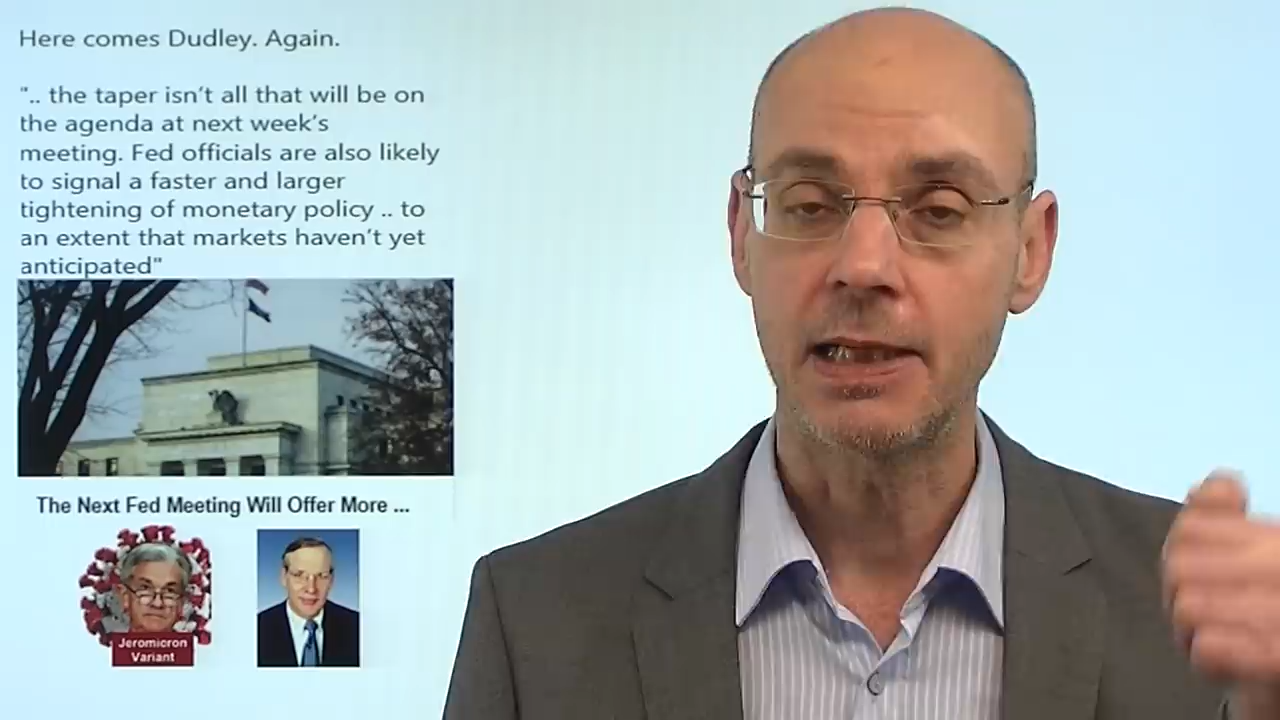 Here comes Dudley. Again.
".. the taper isn't all that will be on
the agenda at next week's
meeting. Fed officials are also likely
to signal a faster and larger
tightening of monetary policy .. to
an extent that markets haven't yet
anticipated"
The Next Fed Meeting Will Offer More ...
Jeromicron
Variant